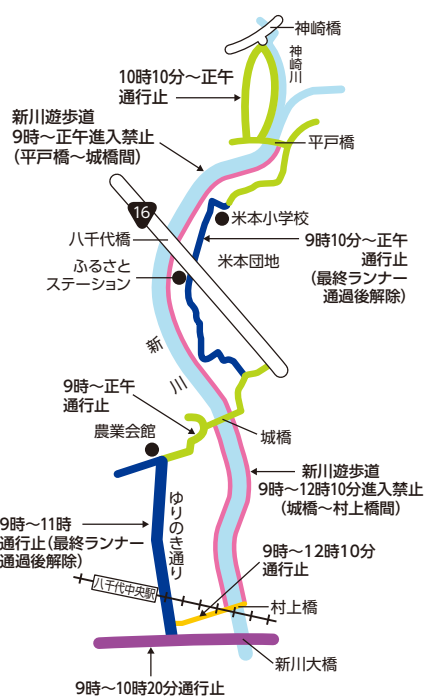 神崎橋
神崎川
10時10分～正午
通行止
新川遊歩道
9時～正午進入禁止
(平戸橋～城橋間)
平戸橋
16
米本小学校
八千代橋
9時10分～正午
通行止
(最終ランナー
通過後解除)
米本団地
ふるさと
ステーション
新川
9時～正午
通行止
農業会館
城橋
新川遊歩道
9時～12時10分進入禁止
(城橋～村上橋間)
ゆりのき通り
9時～11時
通行止(最終ランナー
通過後解除)
9時～12時10分
通行止
八千代中央駅
村上橋
新川大橋
9時～10時20分通行止